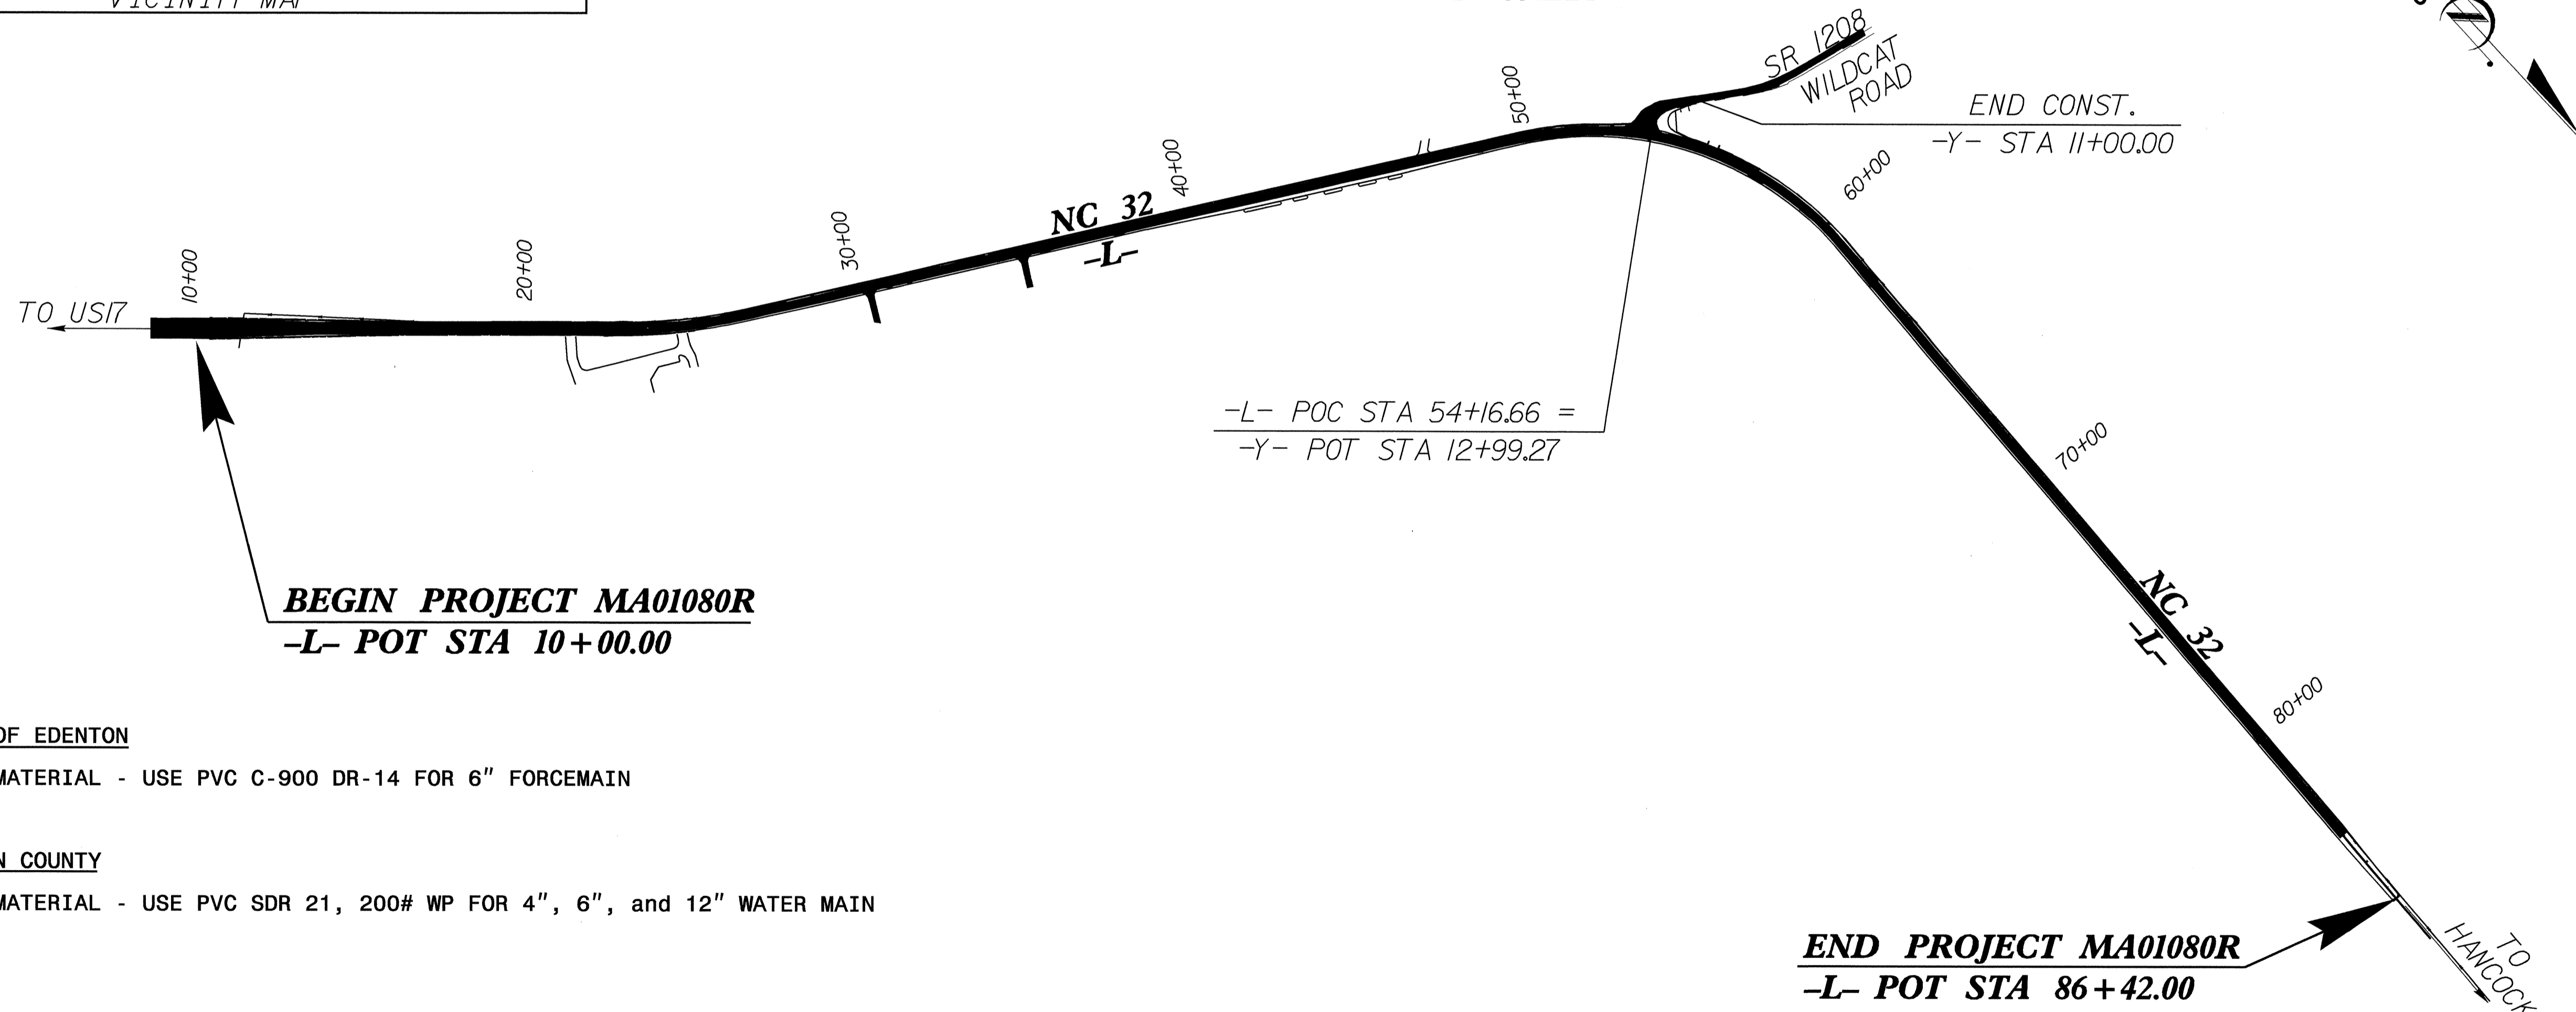 VICINITY MAP
SR 1208
WILDCAT
ROAD
END CONST.
-Y- STA 11+00.00
50+00
60+00
40+00
NC 32
-L-
30+00
20+00
10+00
TO US17
-L- POC STA 54+16.66 =
-Y- POT STA 12+99.27
70+00
BEGIN PROJECT MA01080R
-L- POT STA 10+00.00
NC 32
-L-
80+00
OF EDENTON
MATERIAL - USE PVC C-900 DR-14 FOR 6" FORCEMAIN
N COUNTY
MATERIAL - USE PVC SDR 21, 200# WP FOR 4", 6", and 12" WATER MAIN
END PROJECT MA01080R
-L- POT STA 86+42.00
TO
HANCOCK